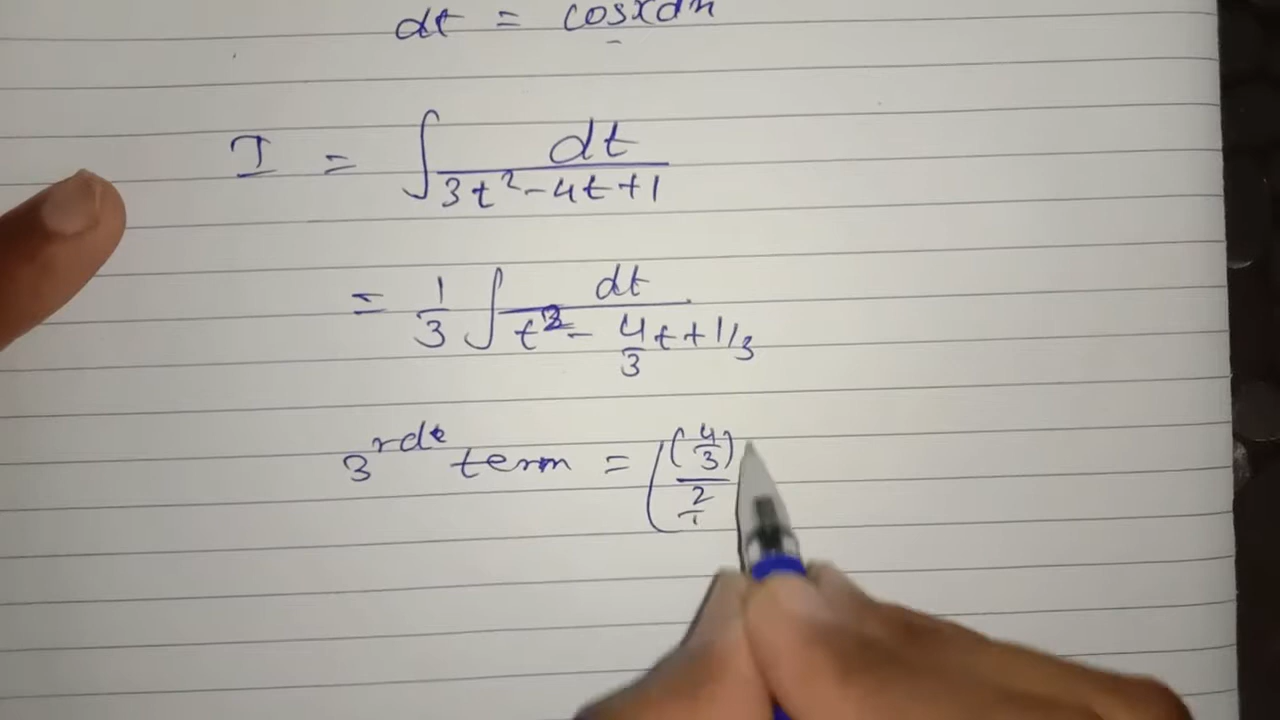 dt = cosxdx
I = ∫ dt / 3t² - 4t + 1
= 1/3 ∫ dt / t² - 4/3 t + 1/3
3rd term = ((4/3) / 2/1